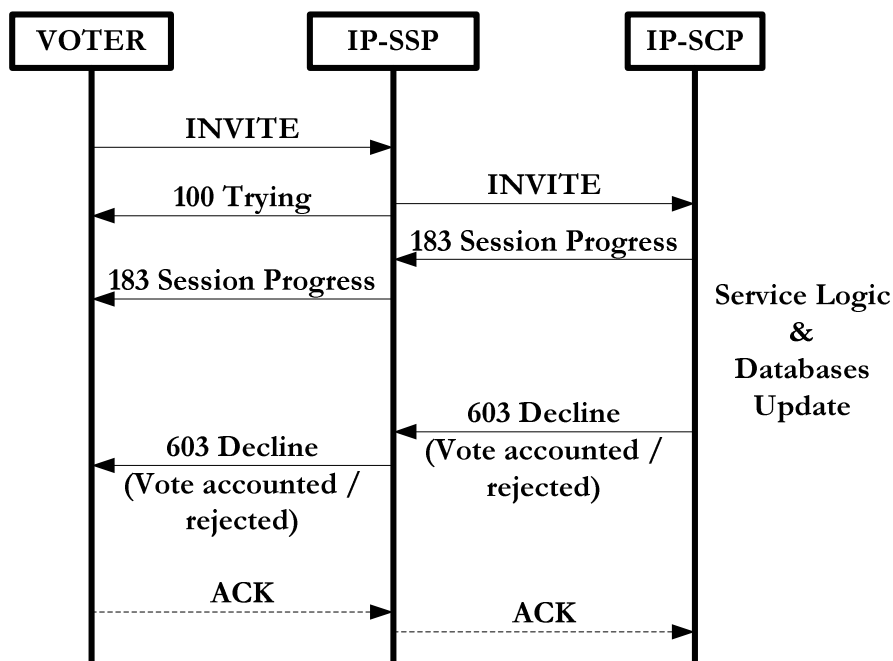 VOTER
IP-SSP
IP-SCP
INVITE
INVITE
100 Trying
183 Session Progress
183 Session Progress
Service Logic
&
Databases
Update
603 Decline
(Vote accounted /
rejected)
603 Decline
(Vote accounted /
rejected)
ACK
ACK